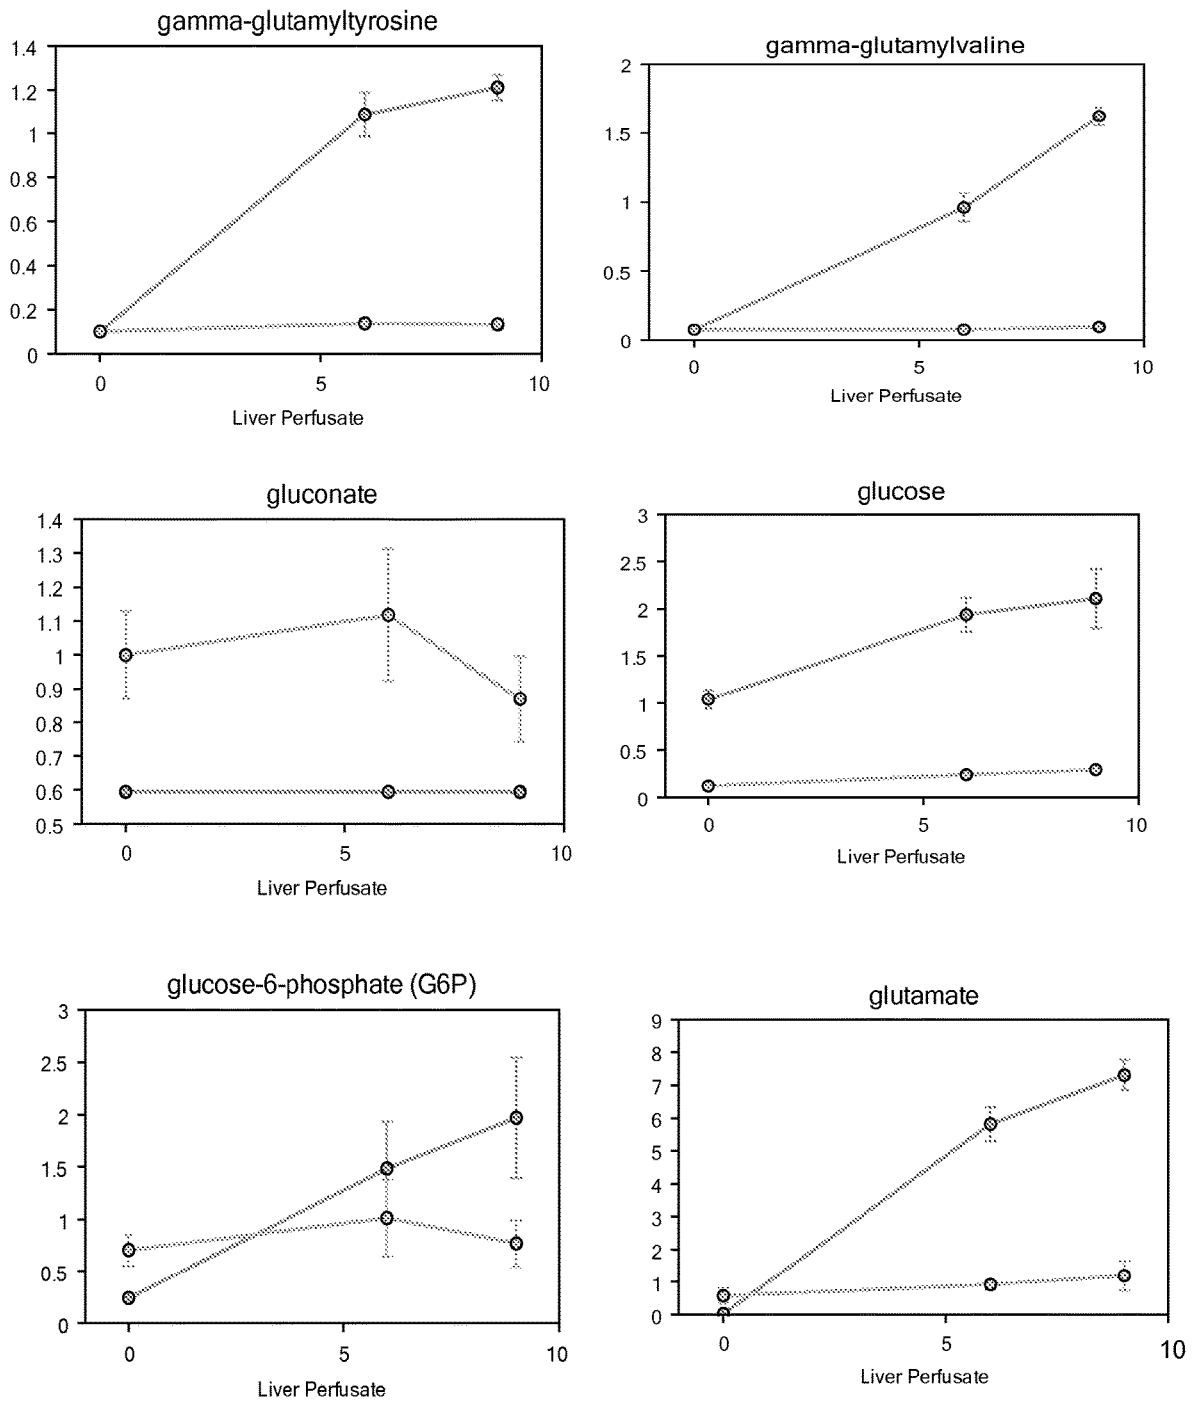 gamma-glutamyltyrosine
1.4
1.2
1
0.8
0.6
0.4
0.2
0
0 5 10
Liver Perfusate
gamma-glutamylvaline
2
1.5
1
0.5
0
0 5 10
Liver Perfusate
gluconate
1.4
1.3
1.2
1.1
1
0.9
0.8
0.7
0.6
0.5
0 5 10
Liver Perfusate
glucose
3
2.5
2
1.5
1
0.5
0
0 5 10
Liver Perfusate
glucose-6-phosphate (G6P)
3
2.5
2
1.5
1
0.5
0
0 5 10
Liver Perfusate
glutamate
9
8
7
6
5
4
3
2
1
0
0 5 10
Liver Perfusate